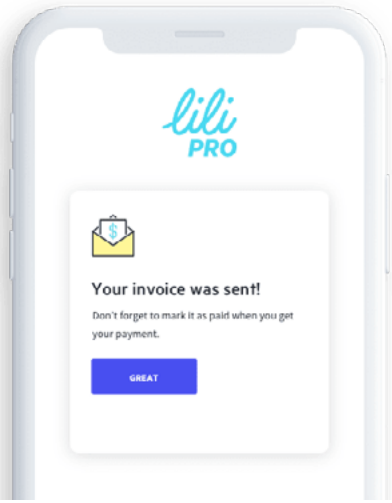 lili
PRO
$
Your invoice was sent!
Don't forget to mark it as paid when you get
your payment.
GREAT